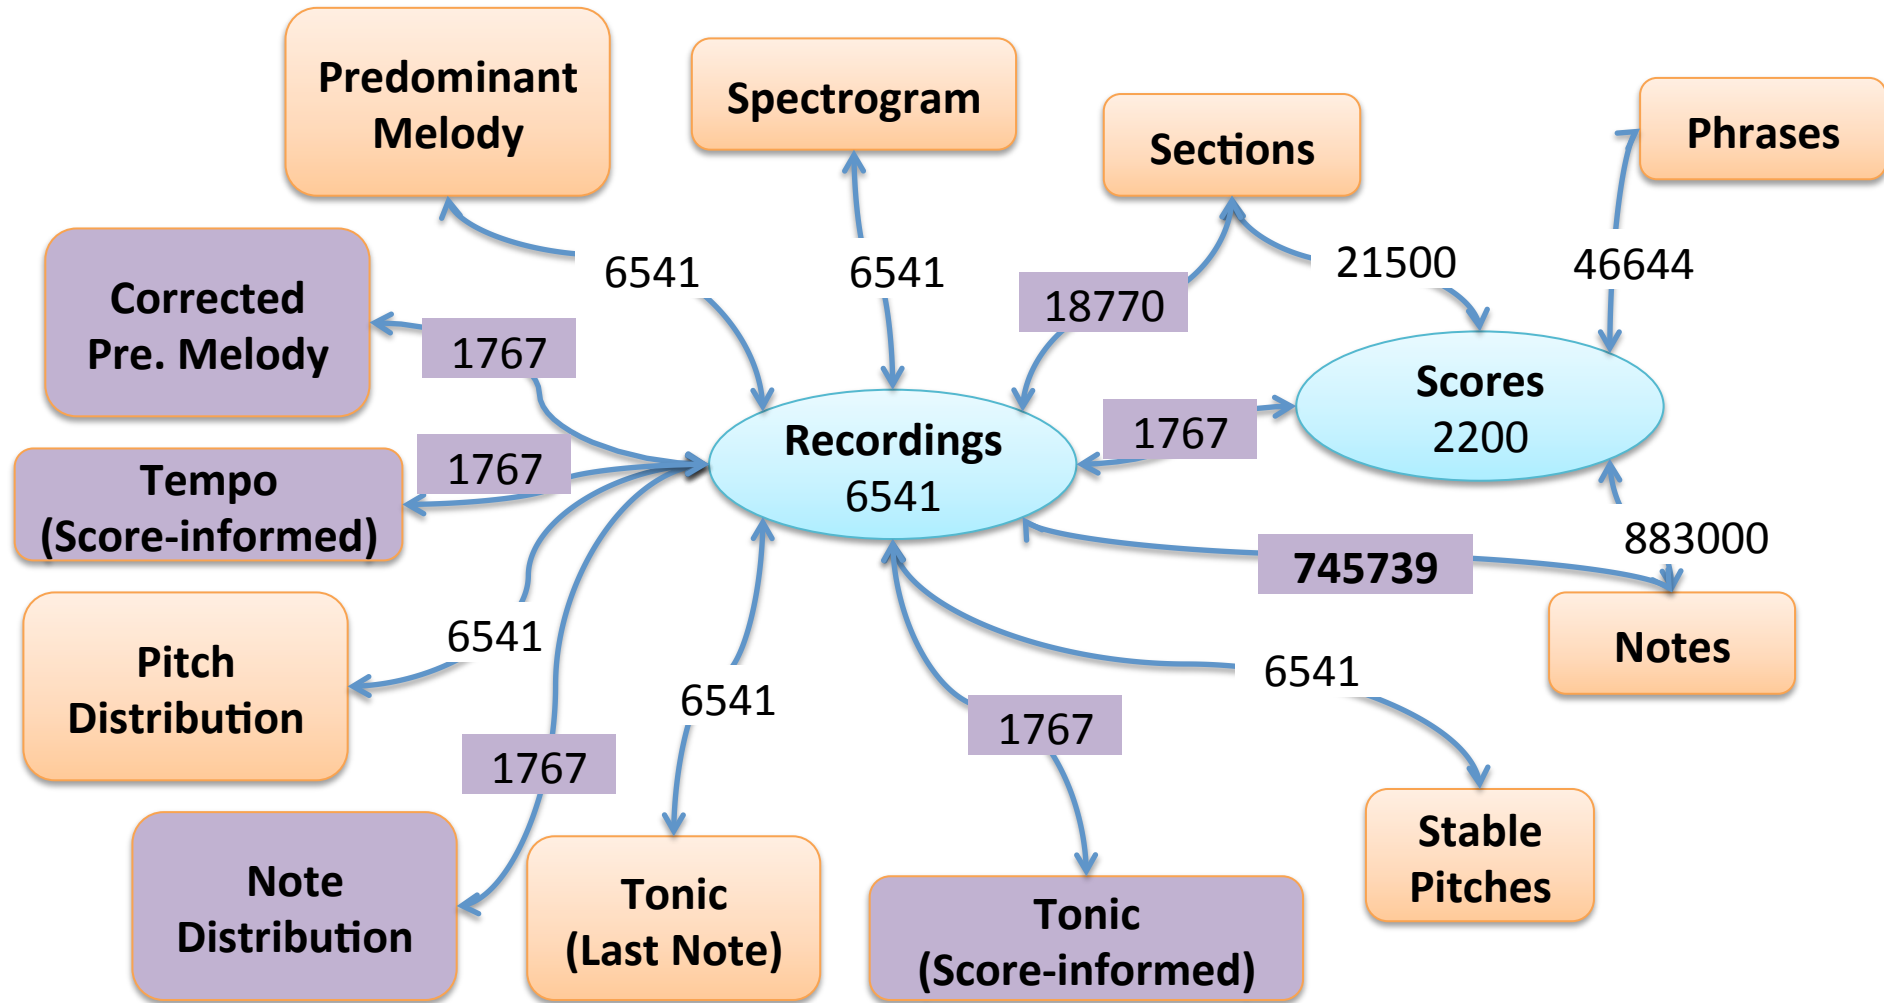 Predominant
Melody
Spectrogram
Sections
Phrases
Corrected
Pre. Melody
6541
6541
18770
21500
46644
1767
Tempo
(Score-informed)
1767
Recordings
6541
1767
Scores
2200
745739
883000
Notes
Pitch
Distribution
6541
6541
1767
6541
1767
Note
Distribution
Tonic
(Last Note)
Tonic
(Score-informed)
Stable
Pitches